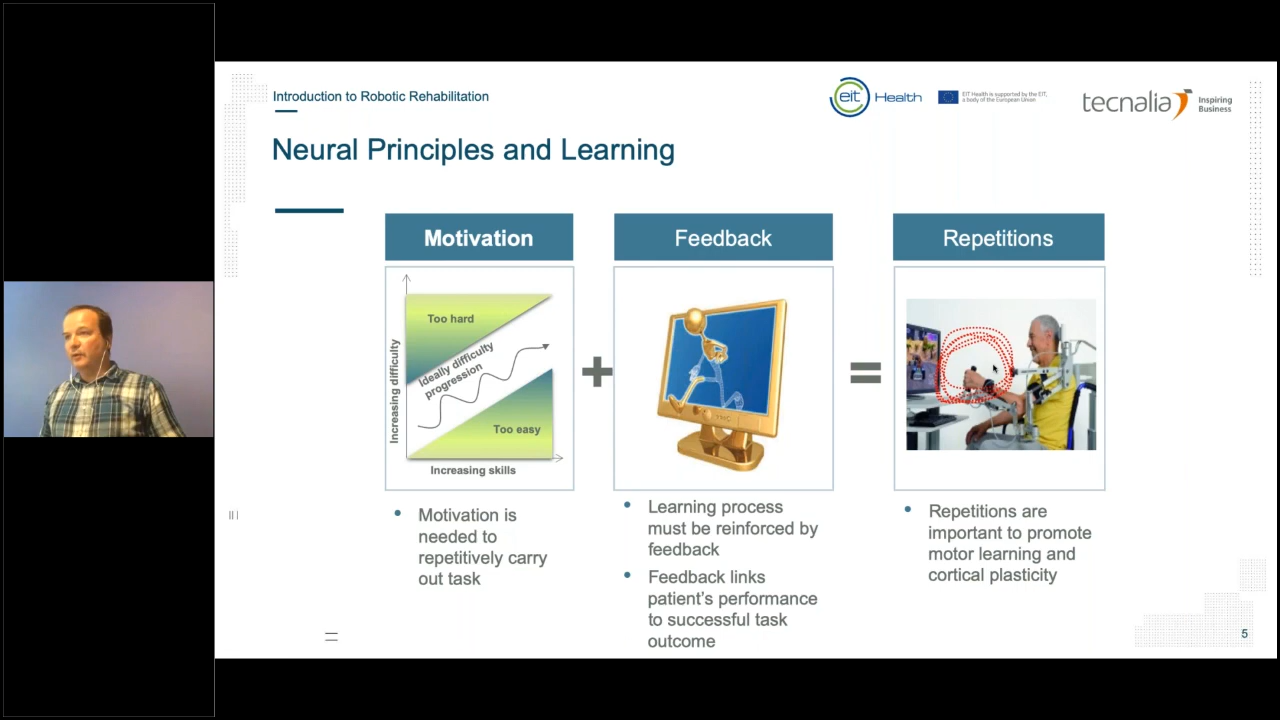 Introduction to Robotic Rehabilitation
eit Health
EIT Health is supported by the EIT,
a body of the European Union
tecnalia
Inspiring
Business
Neural Principles and Learning
Motivation
Feedback
Repetitions
Increasing difficulty
Too hard
Ideally difficulty
progression
Too easy
Increasing skills
+
=
• Motivation is
needed to
repetitively carry
out task
• Learning process
must be reinforced by
feedback
• Feedback links
patient's performance
to successful task
outcome
• Repetitions are
important to promote
motor learning and
cortical plasticity
5